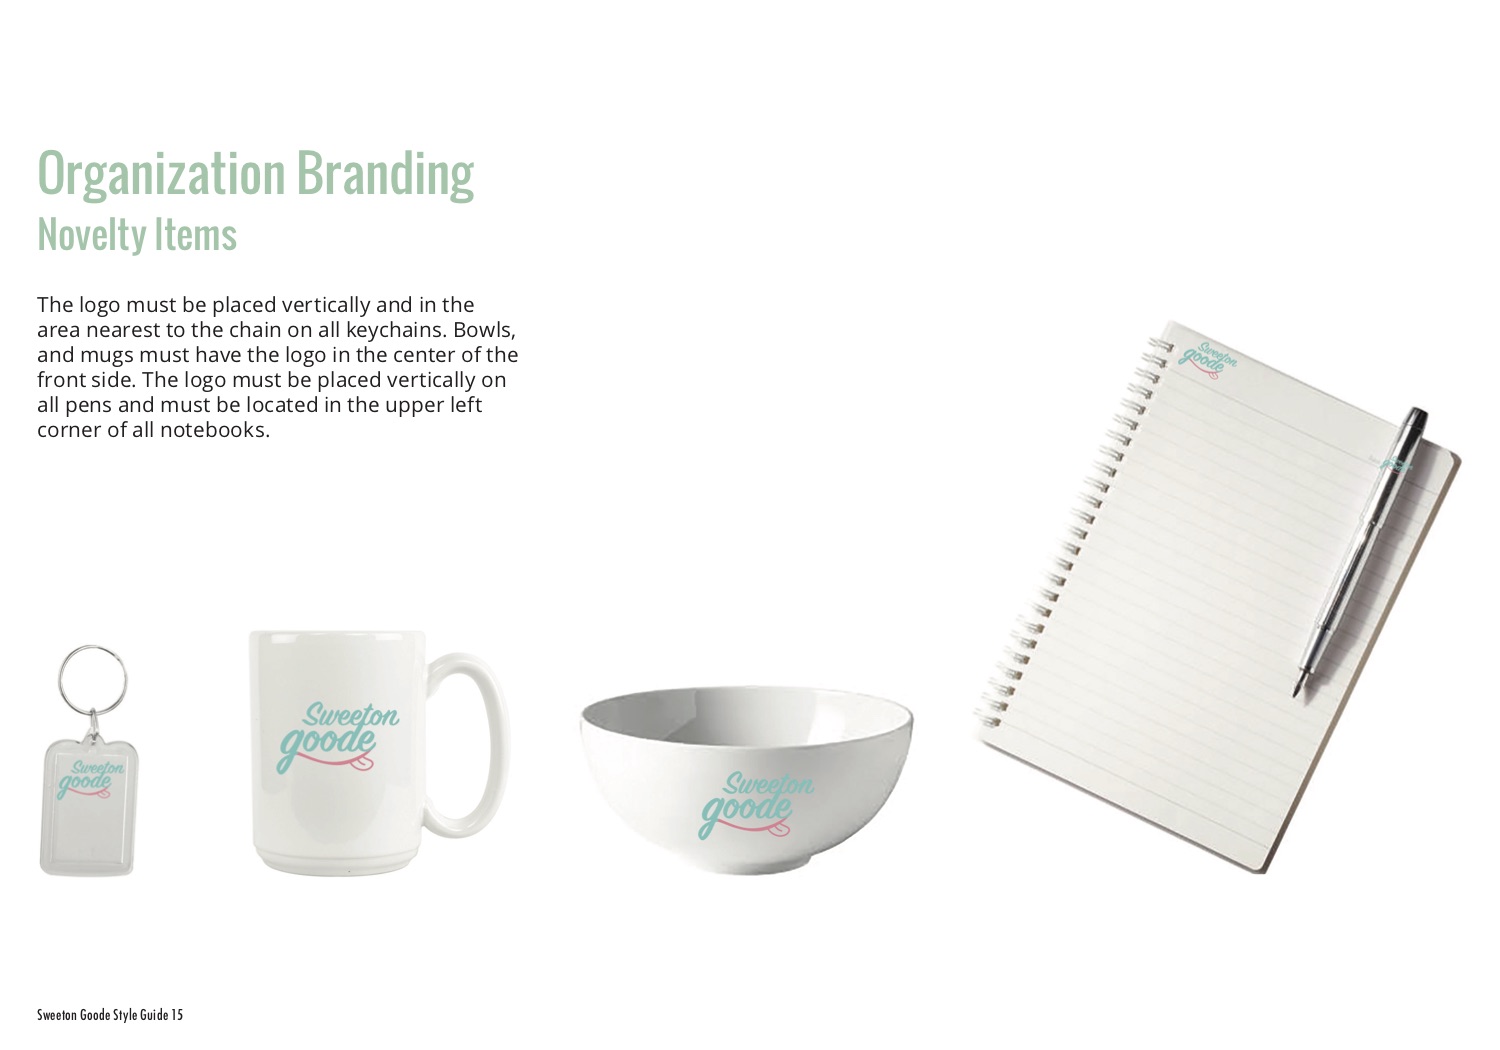 Organization Branding
Novelty Items
The logo must be placed vertically and in the
area nearest to the chain on all keychains. Bowls,
and mugs must have the logo in the center of the
front side. The logo must be placed vertically on
all pens and must be located in the upper left
corner of all notebooks.
Sweeton
goode
Sweeton
goode
Sweeton
goode
Sweeton
goode
Sweeton Goode Style Guide 15